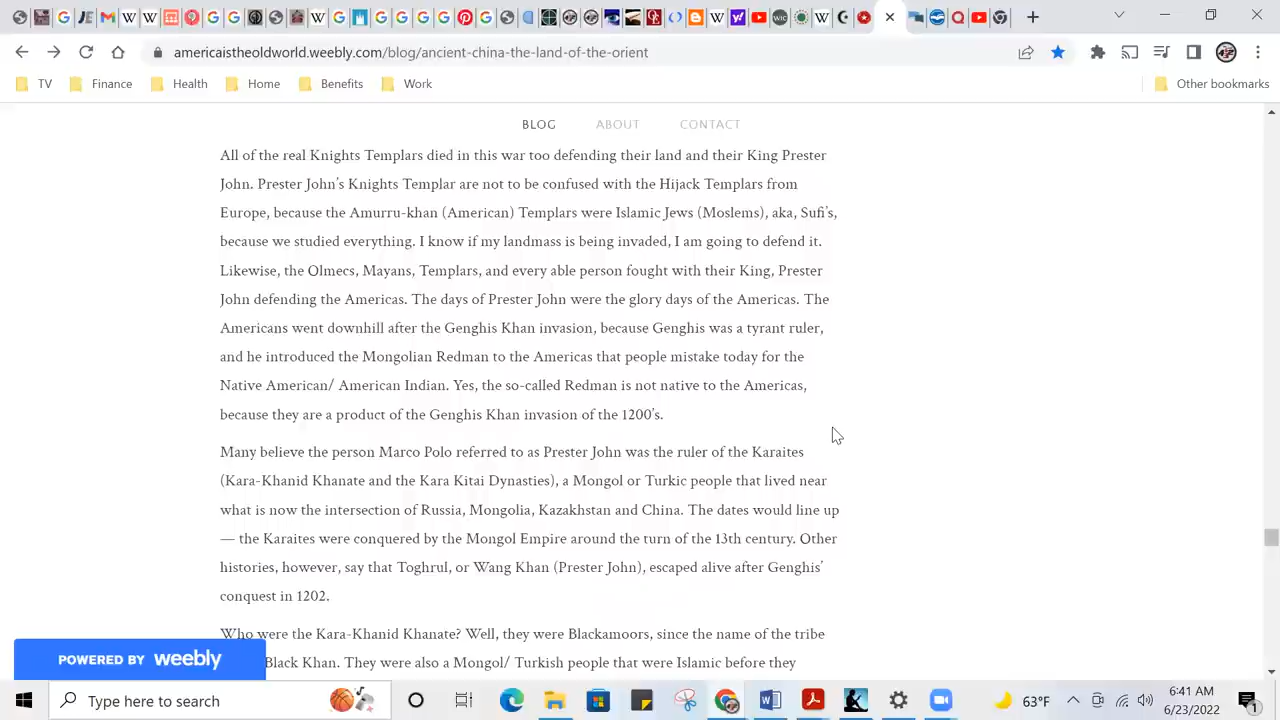 americaistheoldworld.weebly.com/blog/ancient-china-the-land-of-the-orient
TV Finance Health Home Benefits Work Other bookmarks
BLOG ABOUT CONTACT
All of the real Knights Templars died in this war too defending their land and their King Prester
John. Prester John’s Knights Templar are not to be confused with the Hijack Templars from
Europe, because the Amurru-khan (American) Templars were Islamic Jews (Moslems), aka, Sufi’s,
because we studied everything. I know if my landmass is being invaded, I am going to defend it.
Likewise, the Olmecs, Mayans, Templars, and every able person fought with their King, Prester
John defending the Americas. The days of Prester John were the glory days of the Americas. The
Americans went downhill after the Genghis Khan invasion, because Genghis was a tyrant ruler,
and he introduced the Mongolian Redman to the Americas that people mistake today for the
Native American/ American Indian. Yes, the so-called Redman is not native to the Americas,
because they are a product of the Genghis Khan invasion of the 1200’s.
Many believe the person Marco Polo referred to as Prester John was the ruler of the Karaites
(Kara-Khanid Khanate and the Kara Kitai Dynasties), a Mongol or Turkic people that lived near
what is now the intersection of Russia, Mongolia, Kazakhstan and China. The dates would line up
— the Karaites were conquered by the Mongol Empire around the turn of the 13th century. Other
histories, however, say that Toghrul, or Wang Khan (Prester John), escaped alive after Genghis’
conquest in 1202.
Who were the Kara-Khanid Khanate? Well, they were Blackamoors, since the name of the tribe
Black Khan. They were also a Mongol/ Turkish people that were Islamic before they
POWERED BY weebly
Type here to search
63°F
6:41 AM
6/23/2022